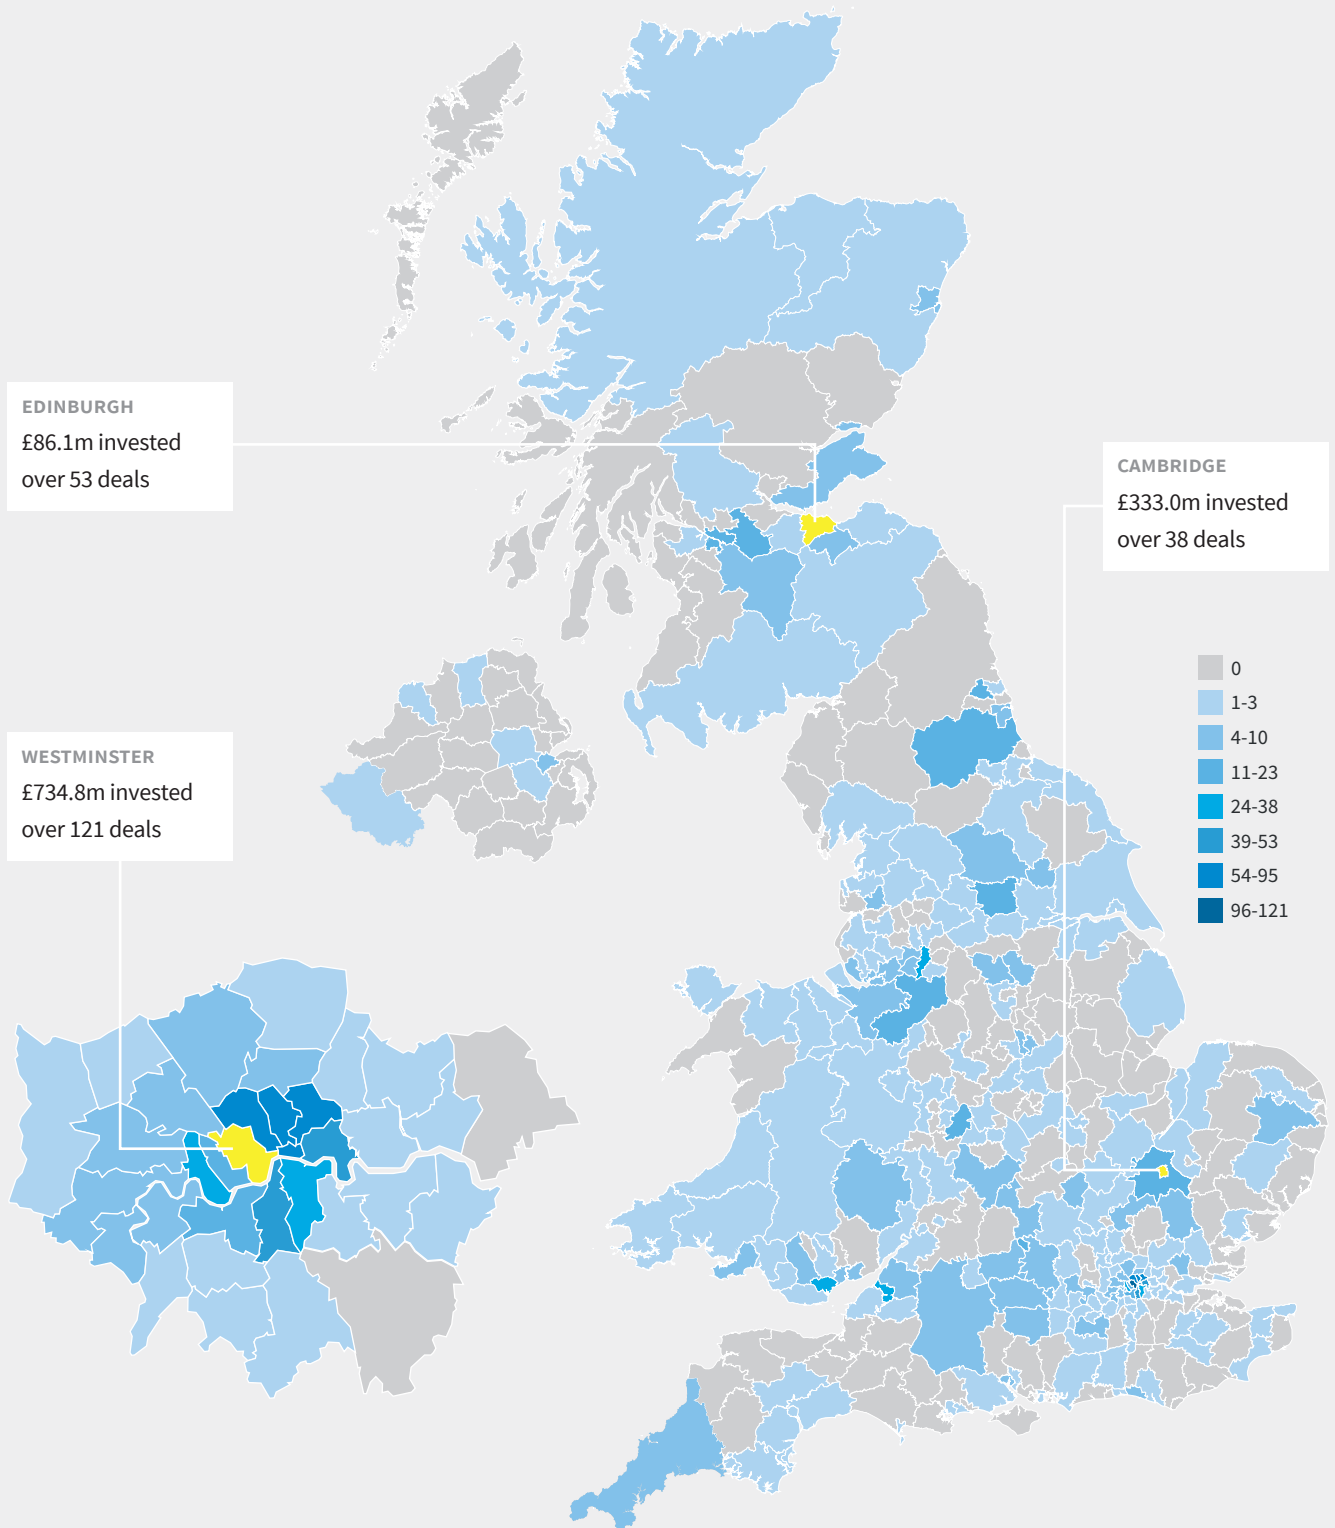 EDINBURGH
£86.1m invested
over 53 deals
CAMBRIDGE
£333.0m invested
over 38 deals
WESTMINSTER
£734.8m invested
over 121 deals
0
1-3
4-10
11-23
24-38
39-53
54-95
96-121